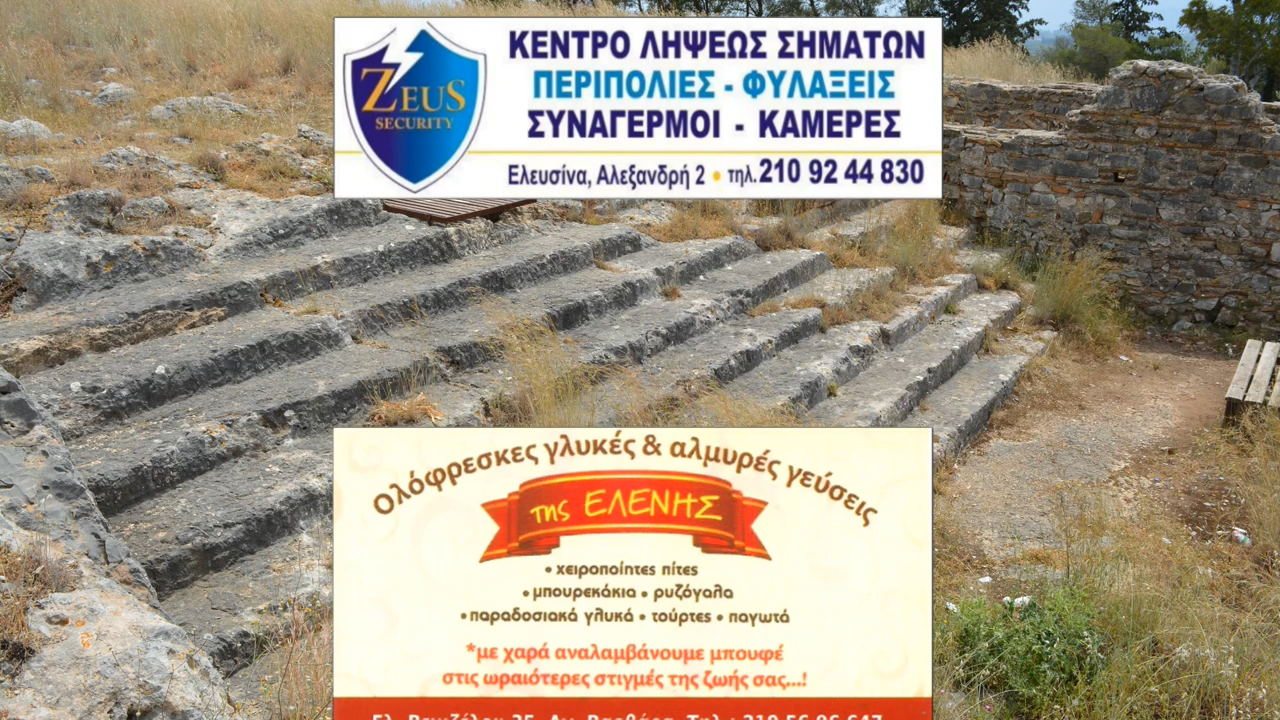 ZEUS
SECURITY
ΚΕΝΤΡΟ ΛΗΨΕΩΣ ΣΗΜΑΤΩΝ
ΠΕΡΙΠΟΛΙΕΣ - ΦΥΛΑΞΕΙΣ
ΣΥΝΑΓΕΡΜΟΙ - ΚΑΜΕΡΕΣ
Ελευσίνα, Αλεξανδρή 2 • τηλ. 210 92 44 830
Ολόφρεσκες γλυκές & αλμυρές γεύσεις
της ΕΛΕΝΗΣ
• χειροποίητες πίτες
• μπουρεκάκια • ρυζόγαλα
• παραδοσιακά γλυκά • τούρτες • παγωτά
*με χαρά αναλαμβάνουμε μπουφέ
στις ωραιότερες στιγμές της ζωής σας...!